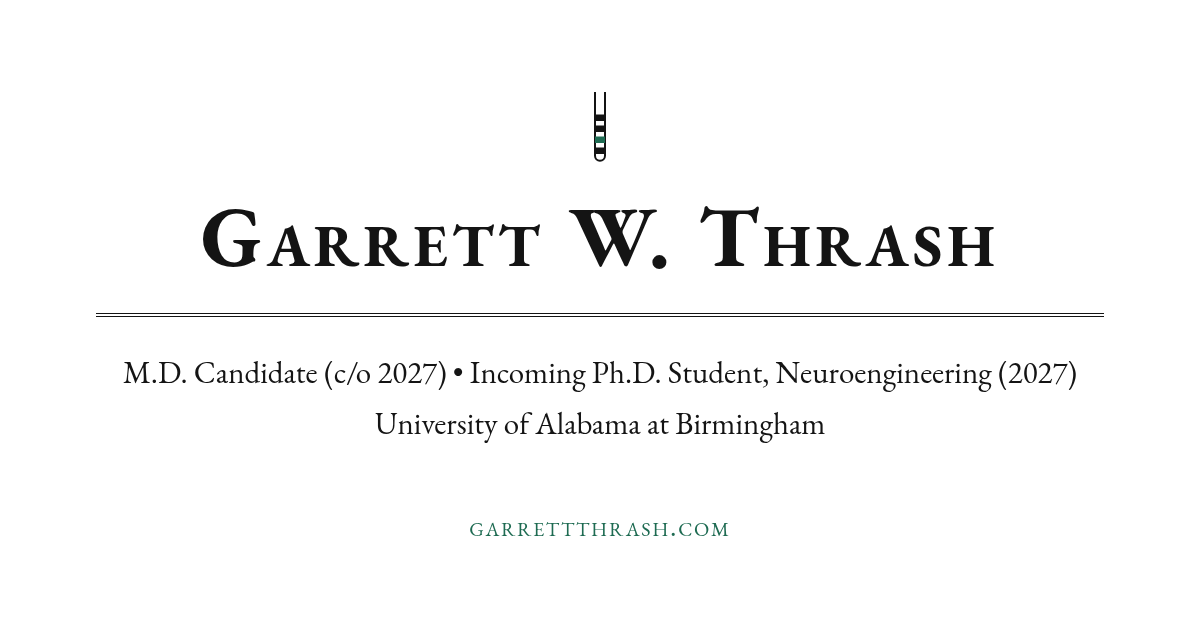 Garrett W. Thrash
M.D. Candidate (c/o 2027) • Incoming Ph.D. Student, Neuroengineering (2027)
University of Alabama at Birmingham
garrettthrash.com